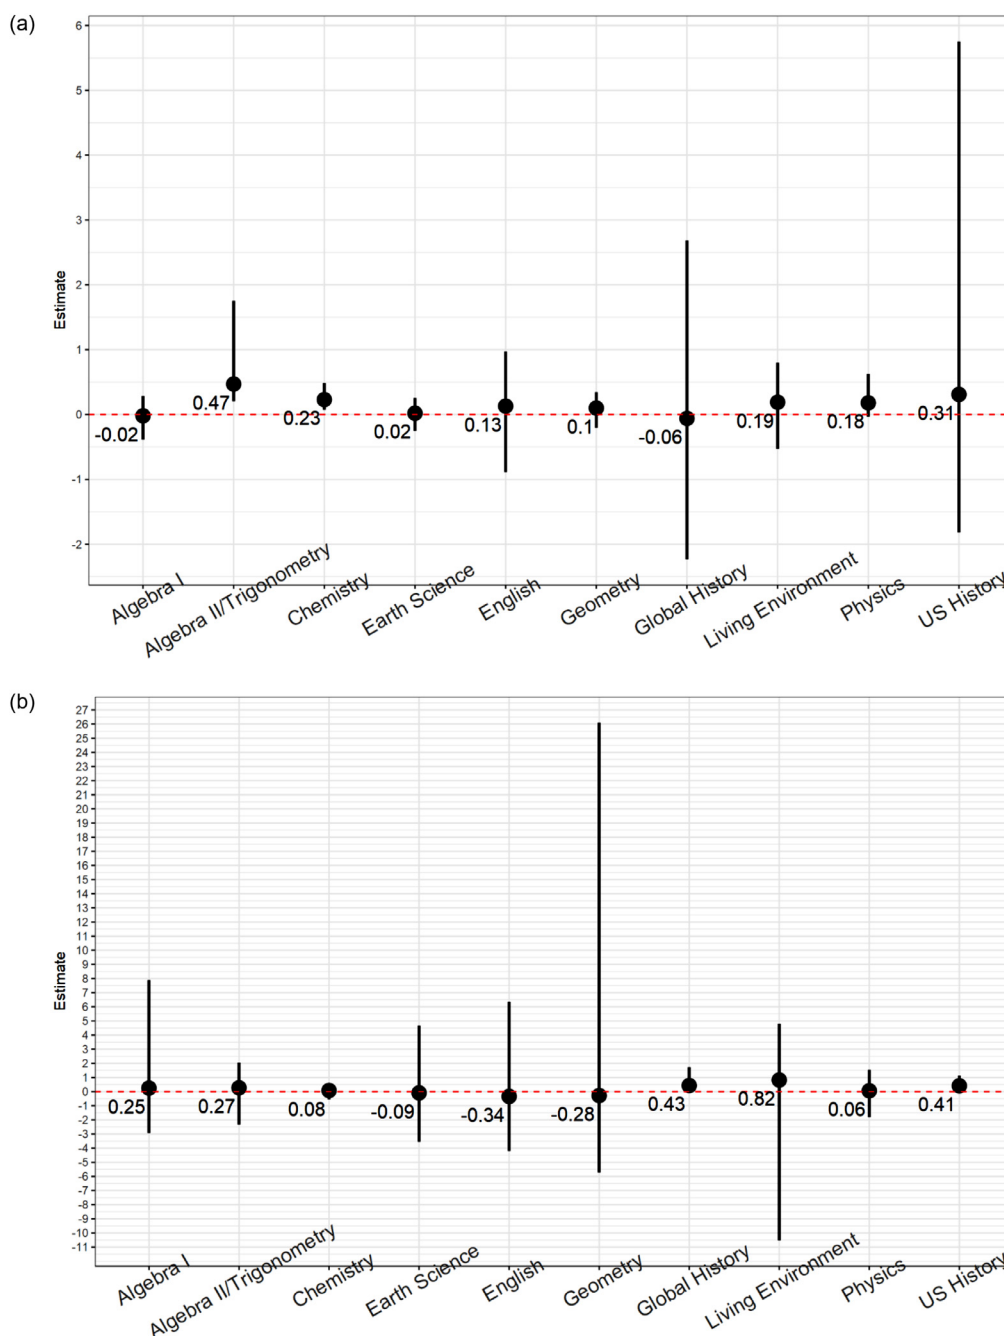 (a)
6
5
4
3
2
1
0
-1
-2
Estimate
-0.02
0.47
0.23
0.02
0.13
0.1
-0.06
0.19
0.18
0.31
Algebra I
Algebra II/Trigonometry
Chemistry
Earth Science
English
Geometry
Global History
Living Environment
Physics
US History
(b)
27
26
25
24
23
22
21
20
19
18
17
16
15
14
13
12
11
10
9
8
7
6
5
4
3
2
1
0
-1
-2
-3
-4
-5
-6
-7
-8
-9
-10
-11
Estimate
0.25
0.27
0.08
-0.09
-0.34
-0.28
0.43
0.82
0.06
0.41
Algebra I
Algebra II/Trigonometry
Chemistry
Earth Science
English
Geometry
Global History
Living Environment
Physics
US History